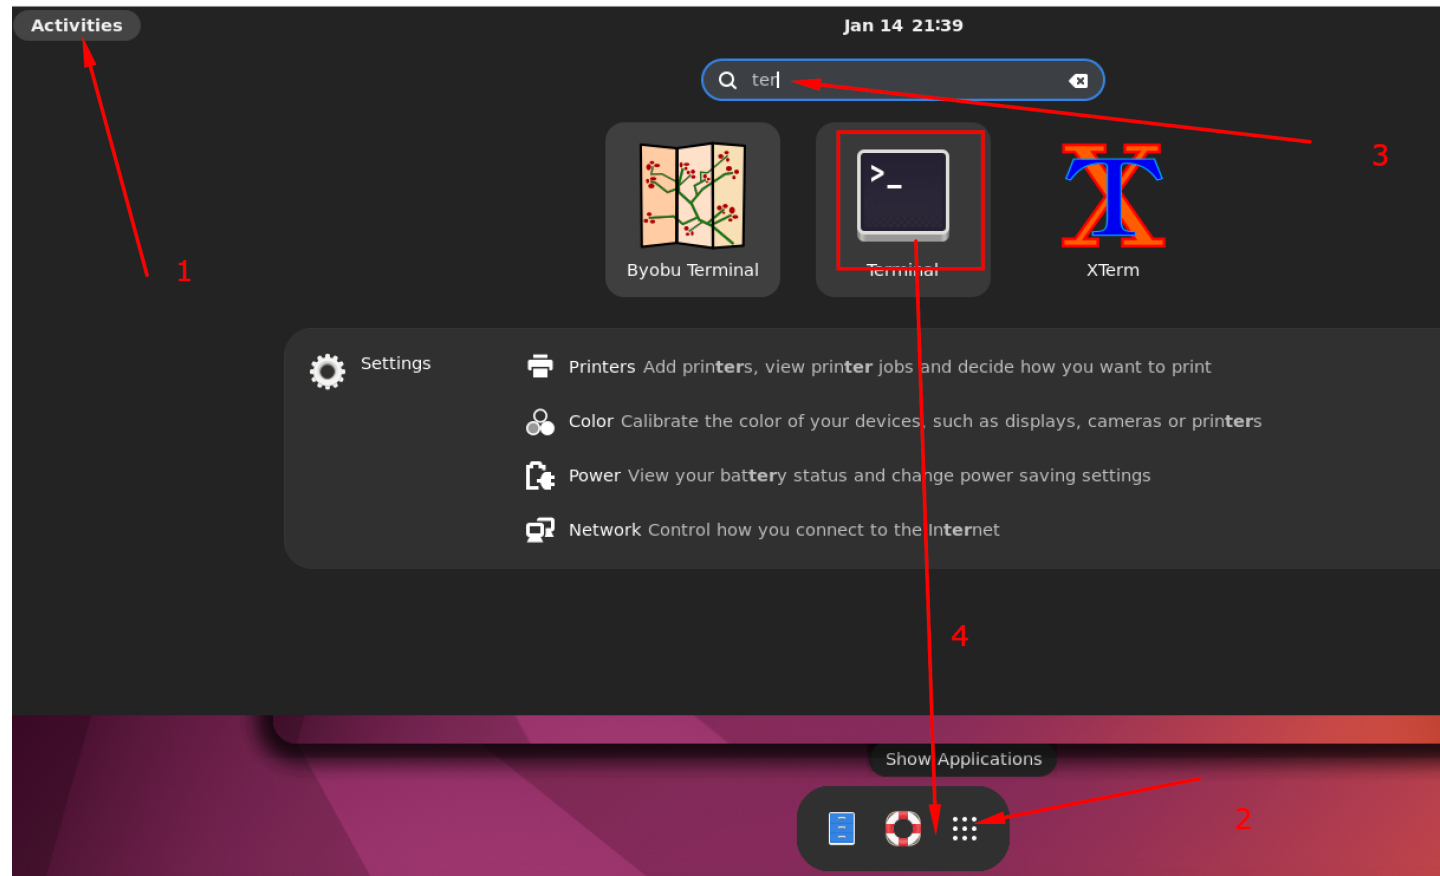 Activities
Jan 14 21:39
ter
3
>_
1
Byobu Terminal
Terminal
XTerm
Settings
Printers Add printers, view printer jobs and decide how you want to print
Color Calibrate the color of your devices, such as displays, cameras or printers
Power View your battery status and change power saving settings
Network Control how you connect to the Internet
4
Show Applications
2